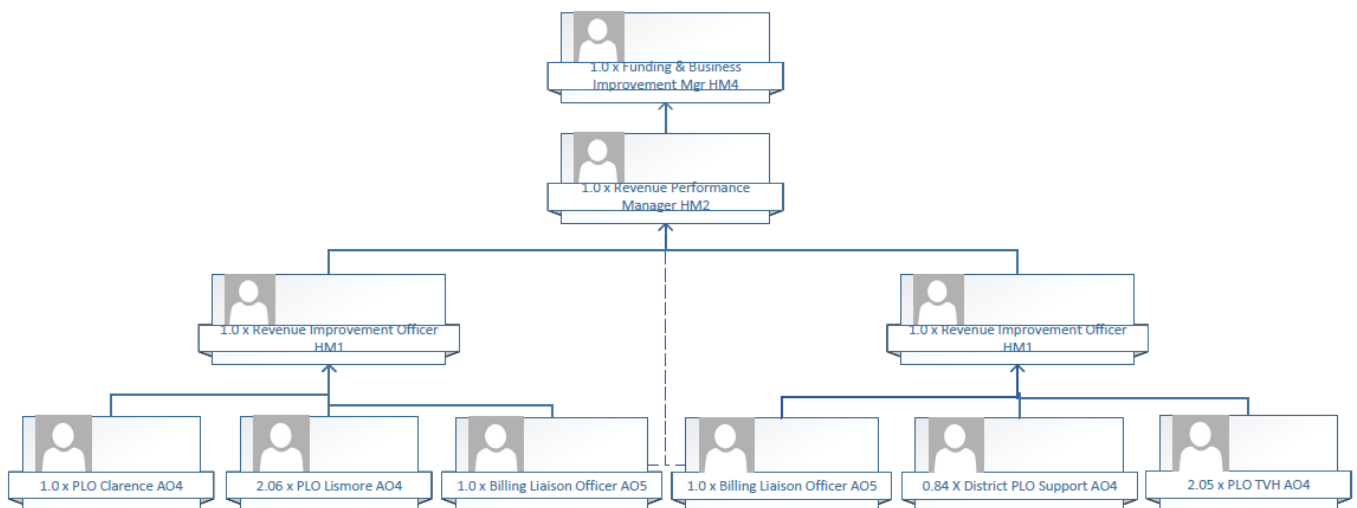 1.0 x Funding & Business
Improvement Mgr HM4
1.0 x Revenue Performance
Manager HM2
1.0 x Revenue Improvement Officer
HM1
1.0 x Revenue Improvement Officer
HM1
1.0 x PLO Clarence AO4
2.06 x PLO Lismore AO4
1.0 x Billing Liaison Officer AO5
1.0 x Billing Liaison Officer AO5
0.84 X District PLO Support AO4
2.05 x PLO TVH AO4